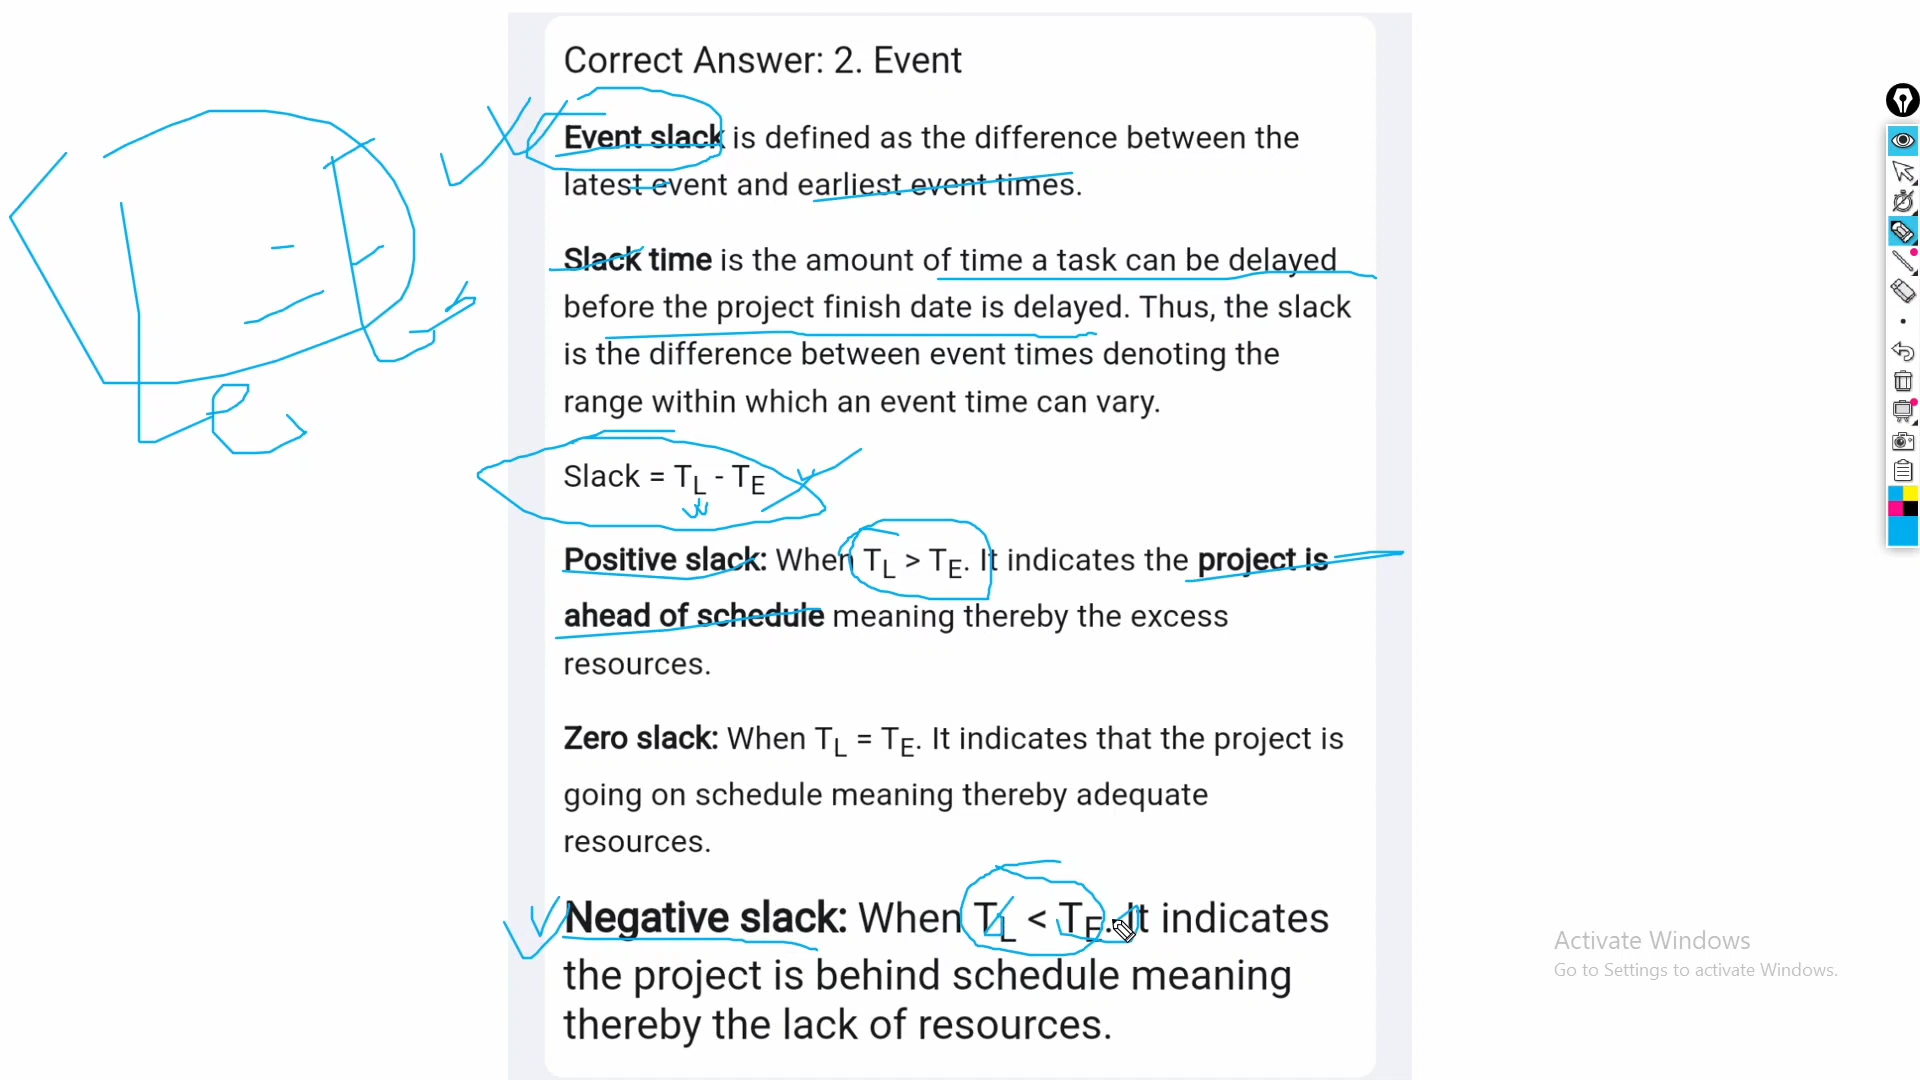 Correct Answer: 2. Event
Event slack is defined as the difference between the
latest event and earliest event times.
Slack time is the amount of time a task can be delayed
before the project finish date is delayed. Thus, the slack
is the difference between event times denoting the
range within which an event time can vary.
Slack = TL - TE
Positive slack: When TL > TE. It indicates the project is
ahead of schedule meaning thereby the excess
resources.
Zero slack: When TL = TE. It indicates that the project is
going on schedule meaning thereby adequate
resources.
Negative slack: When TL < TE. It indicates
the project is behind schedule meaning
thereby the lack of resources.
Activate Windows
Go to Settings to activate Windows.